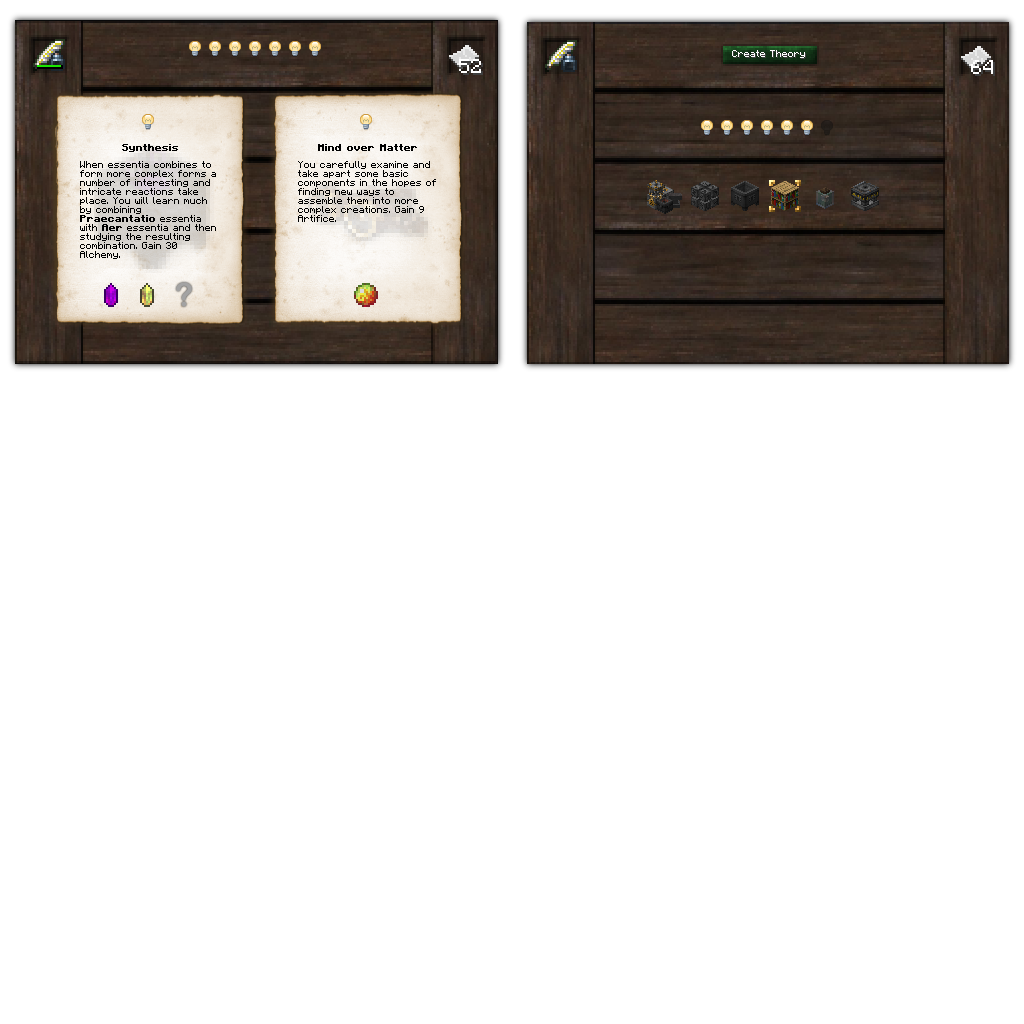 52
Synthesis
When essentia combines to
form more complex forms a
number of interesting and
intricate reactions take
place. You will learn much
by combining
Praecantatio essentia
with Aer essentia and then
studying the resulting
combination. Gain 30
Alchemy.
?
Mind over Matter
You carefully examine and
take apart some basic
components in the hopes of
finding new ways to
assemble them into more
complex creations. Gain 9
Artifice.
Create Theory
64